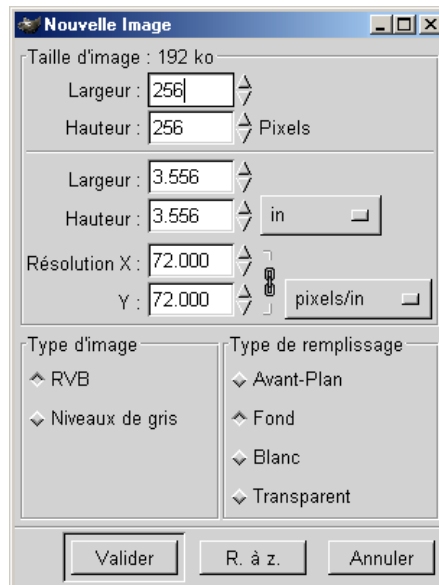 Nouvelle Image
Taille d'image : 192 ko
Largeur : 256
Hauteur : 256 Pixels
Largeur : 3.556
Hauteur : 3.556 in
Résolution X : 72.000
Y : 72.000 pixels/in
Type d'image
RVB
Niveaux de gris
Type de remplissage
Avant-Plan
Fond
Blanc
Transparent
Valider R. à z. Annuler